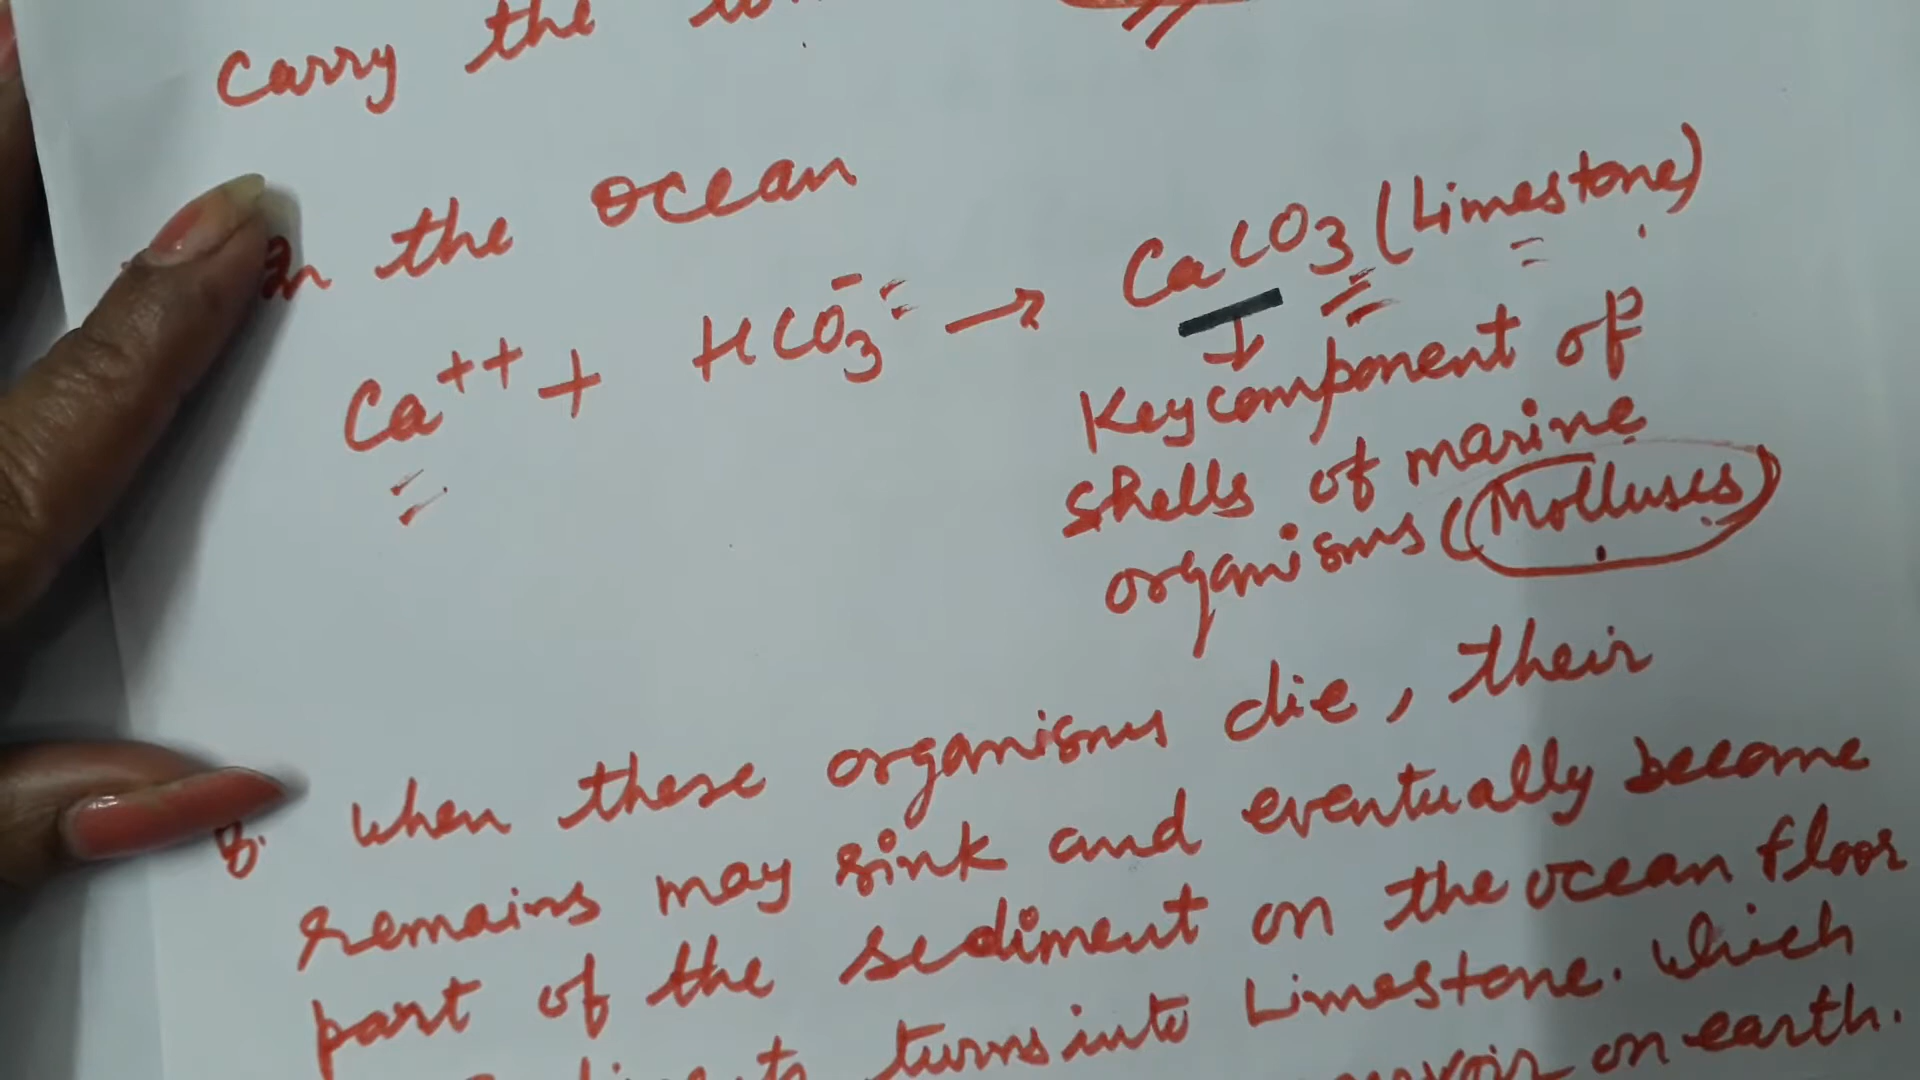 Carry the
In the ocean
Ca++ + HCO3- → CaCO3 (Limestone)
Key component of
shells of marine
organisms (Molluses)
8. When these organisms die, their
remains may sink and eventually become
part of the sediment on the ocean floor
turns into Limestone. Which
on earth.